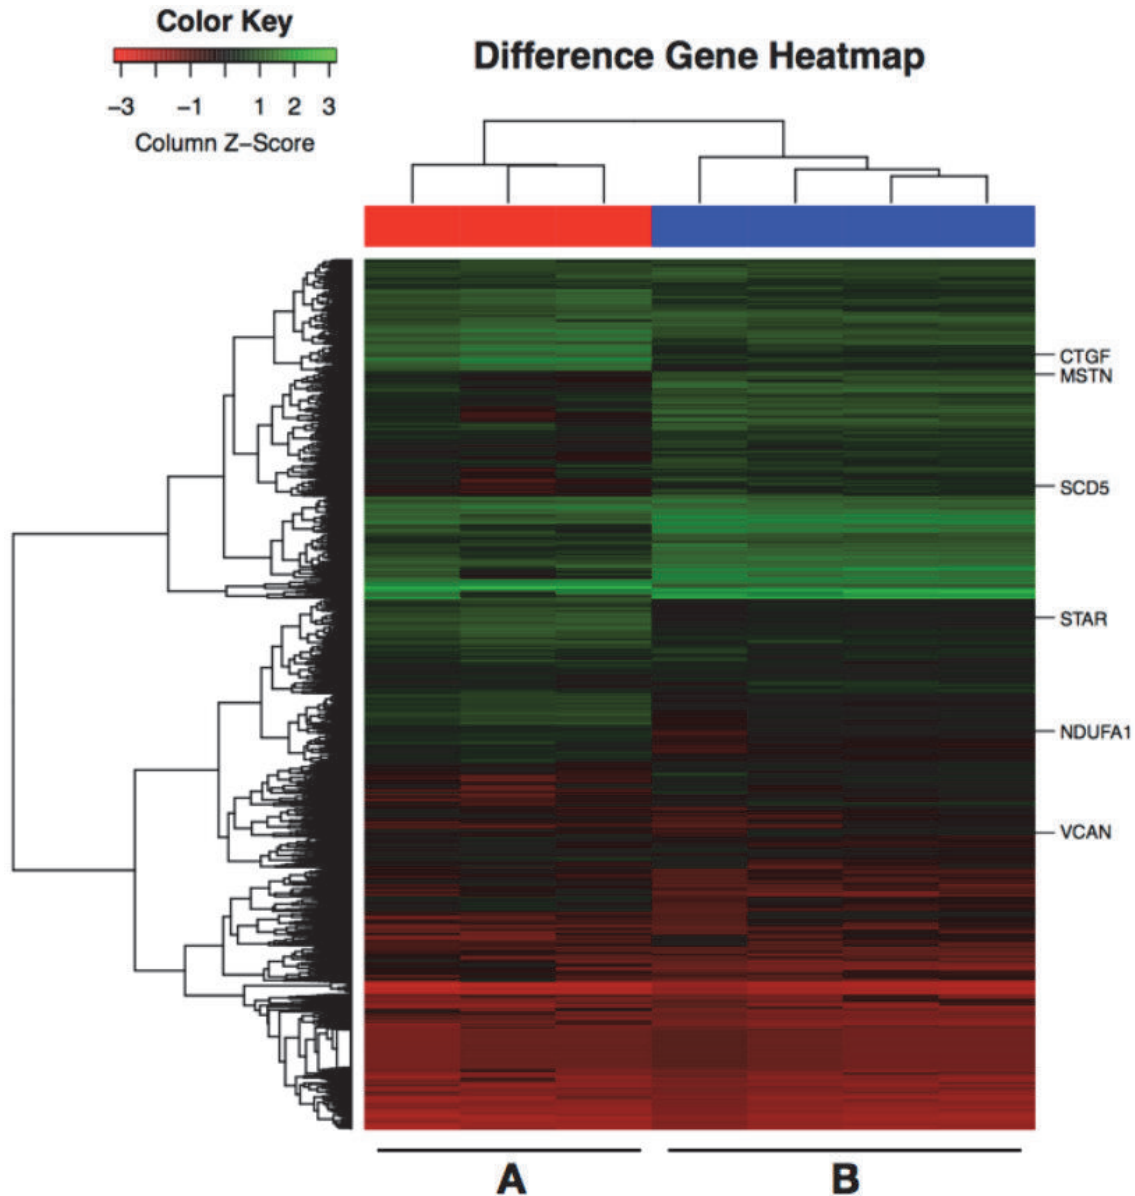 Color Key
−3 −1 1 2 3
Column Z−Score
Difference Gene Heatmap
CTGF
MSTN
SCD5
STAR
NDUFA1
VCAN
A B